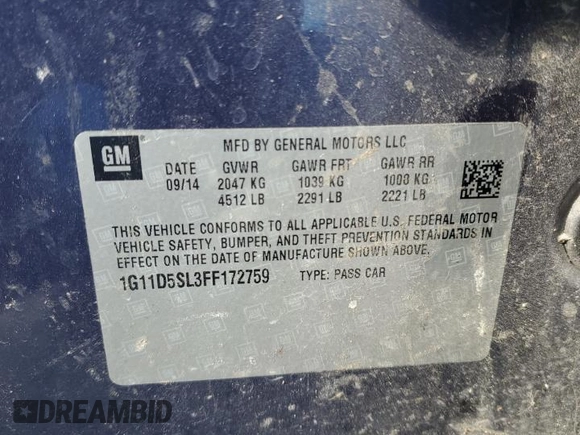 GM
MFD BY GENERAL MOTORS LLC
DATE GVWR GAWR FRT GAWR RR
09/14 2047 KG 1039 KG 1008 KG
4512 LB 2291 LB 2221 LB
THIS VEHICLE CONFORMS TO ALL APPLICABLE U.S. FEDERAL MOTOR
VEHICLE SAFETY, BUMPER, AND THEFT PREVENTION STANDARDS IN
EFFECT ON THE DATE OF MANUFACTURE SHOWN ABOVE.
1G11D5SL3FF172759 TYPE: PASS CAR
DREAMBID